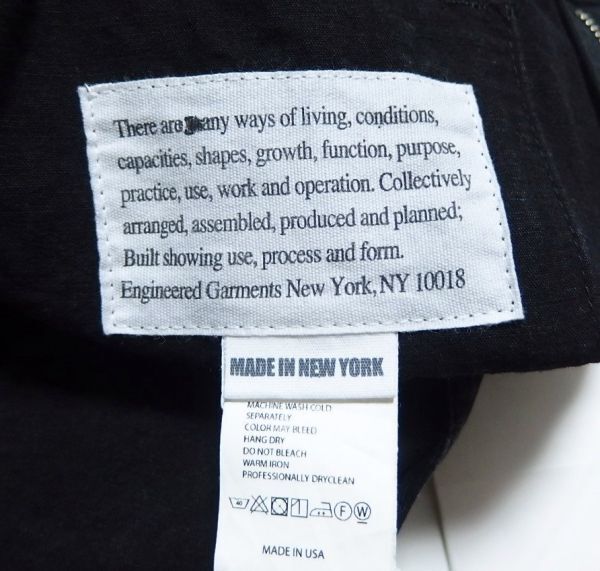 There are many ways of living, conditions,
capacities, shapes, growth, function, purpose,
practice, use, work and operation. Collectively
arranged, assembled, produced and planned;
Built showing use, process and form.
Engineered Garments New York, NY 10018
MADE IN NEW YORK
MACHINE WASH COLD
SEPARATELY
COLOR MAY BLEED
HANG DRY
DO NOT BLEACH
WARM IRON
PROFESSIONALLY DRYCLEAN
40 F W
MADE IN USA